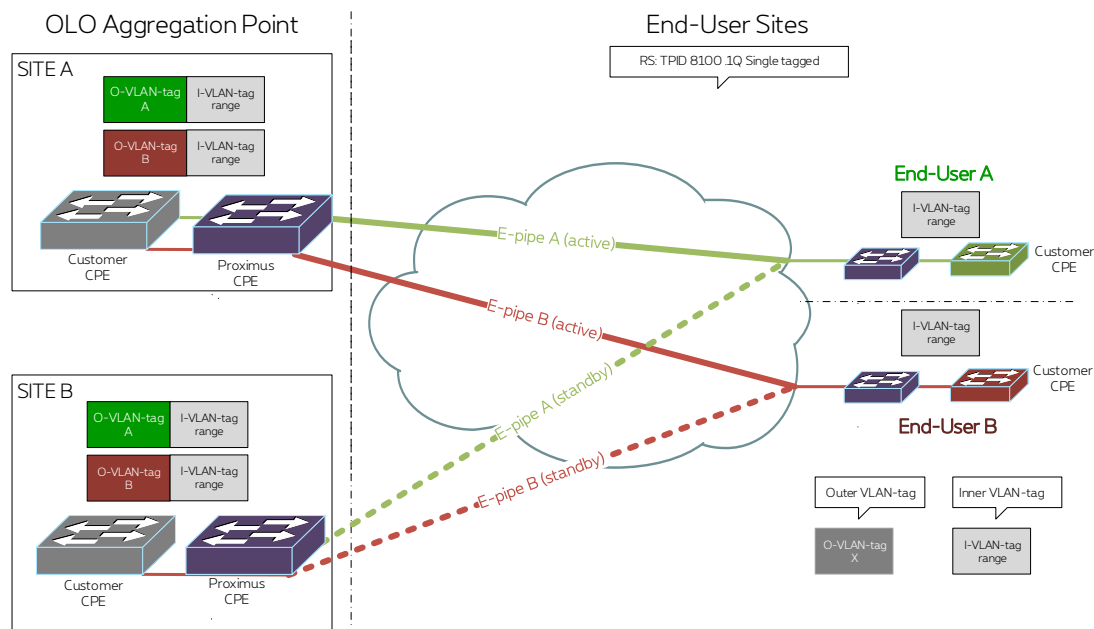 OLO Aggregation Point
End-User Sites
RS: TPID 8100 .1Q Single tagged
SITE A
O-VLAN-tag
A
I-VLAN-tag
range
O-VLAN-tag
B
I-VLAN-tag
range
Customer
CPE
Proximus
CPE
E-pipe A (active)
E-pipe B (active)
E-pipe A (standby)
E-pipe B (standby)
End-User A
I-VLAN-tag
range
Customer
CPE
I-VLAN-tag
range
Customer
CPE
End-User B
SITE B
O-VLAN-tag
A
I-VLAN-tag
range
O-VLAN-tag
B
I-VLAN-tag
range
Customer
CPE
Proximus
CPE
Outer VLAN-tag
Inner VLAN-tag
O-VLAN-tag
X
I-VLAN-tag
range